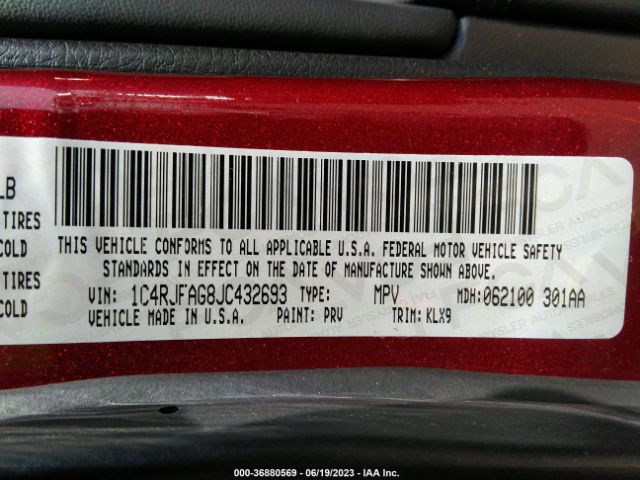 LB
TIRES
COLD
TIRES
COLD
THIS VEHICLE CONFORMS TO ALL APPLICABLE U.S.A. FEDERAL MOTOR VEHICLE SAFETY
STANDARDS IN EFFECT ON THE DATE OF MANUFACTURE SHOWN ABOVE.
VIN: 1C4RJFAG8JC432693 TYPE: MPV MDH:062100 301AA
VEHICLE MADE IN U.S.A. PAINT: PRV TRIM: KLX9
000-36880569 - 06/19/2023 - IAA Inc.